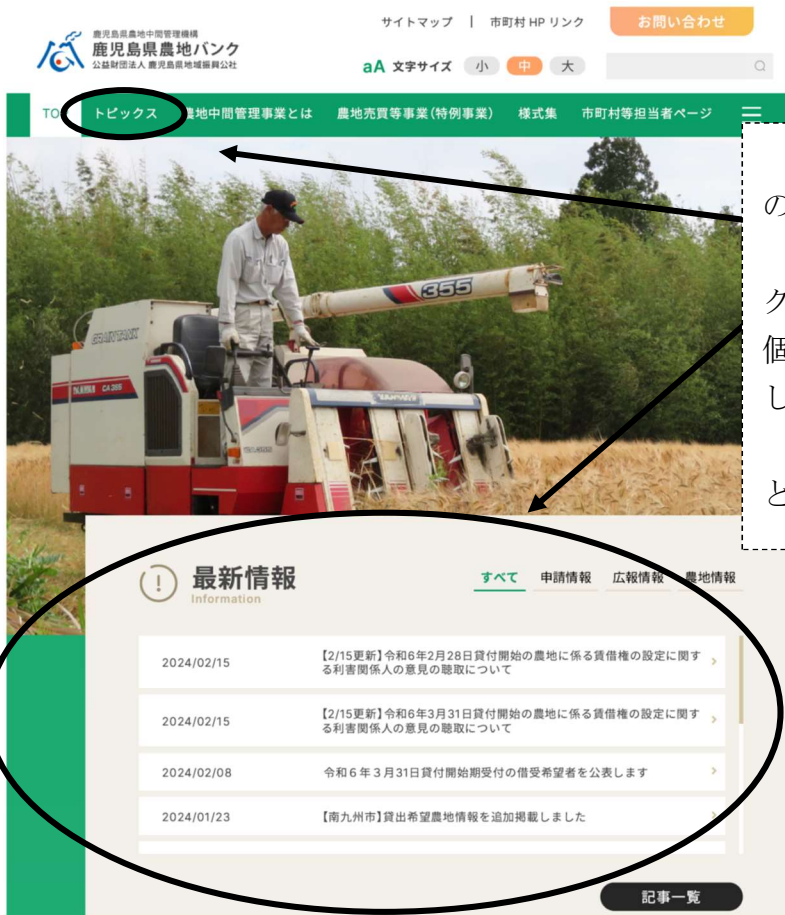 サイトマップ | 市町村 HP リンク
お問い合わせ
鹿児島県農地中間管理機構
鹿児島県農地バンク
公益財団法人 鹿児島県地域振興公社
aA 文字サイズ 小 中 大
TO トピックス 農地中間管理事業とは 農地売買等事業(特例事業) 様式集 市町村等担当者ページ
の
ク
個
し
と
355
GRAINTANK
CA 355
最新情報
Information
すべて 申請情報 広報情報 農地情報
2024/02/15
【2/15更新】令和6年2月28日貸付開始の農地に係る賃借権の設定に関す
る利害関係人の意見の聴取について
2024/02/15
【2/15更新】令和6年3月31日貸付開始の農地に係る賃借権の設定に関す
る利害関係人の意見の聴取について
2024/02/08
令和6年3月31日貸付開始期受付の借受希望者を公表します
2024/01/23
【南九州市】貸出希望農地情報を追加掲載しました
記事一覧